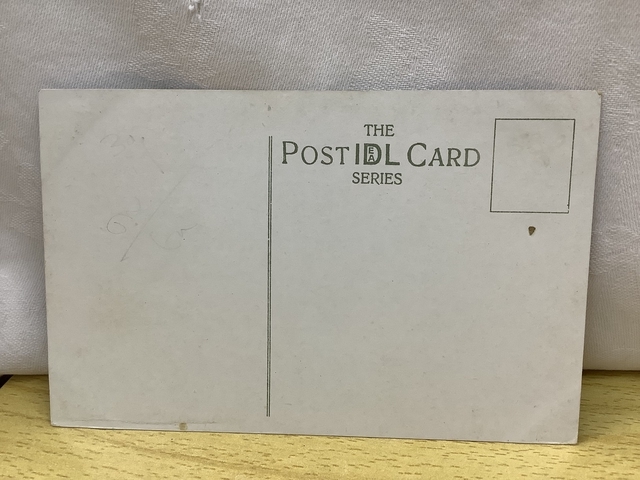 THE
POST IDEAL CARD
SERIES